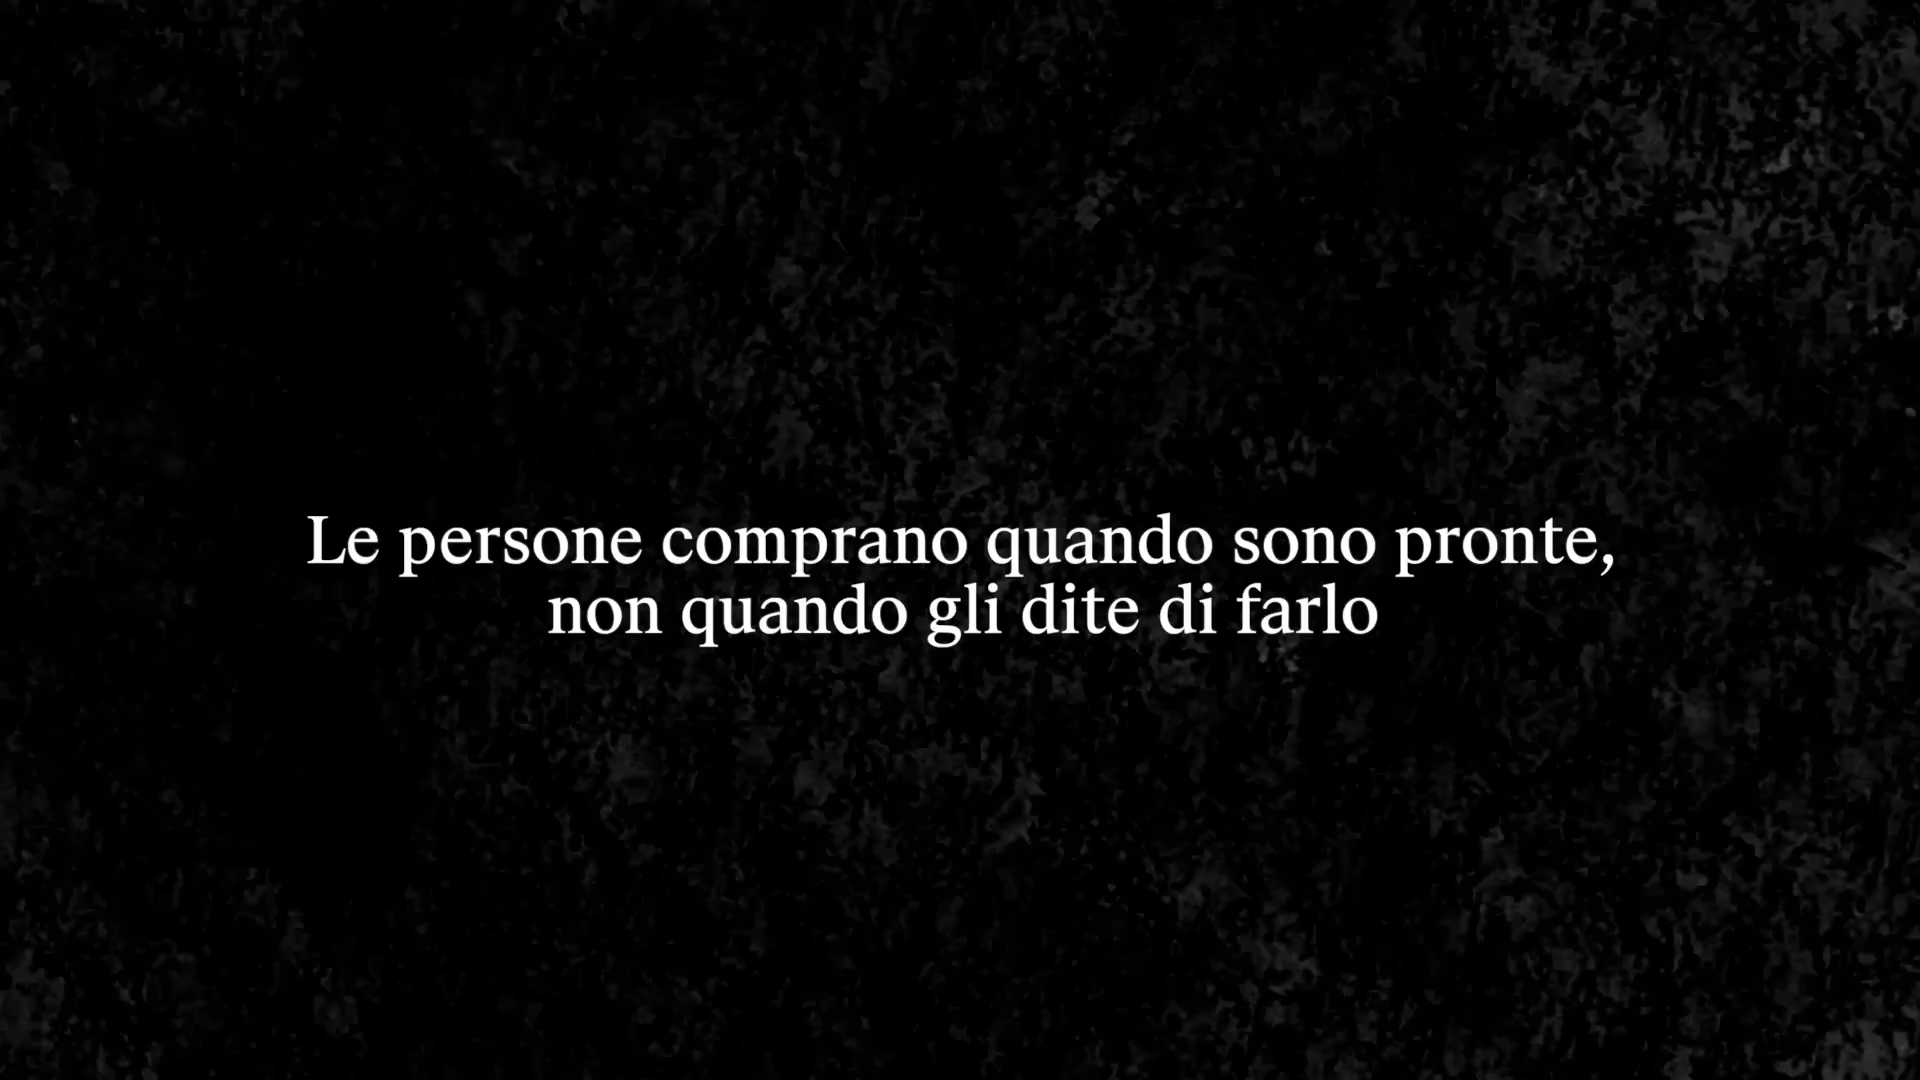 Le persone comprano quando sono pronte,
non quando gli dite di farlo